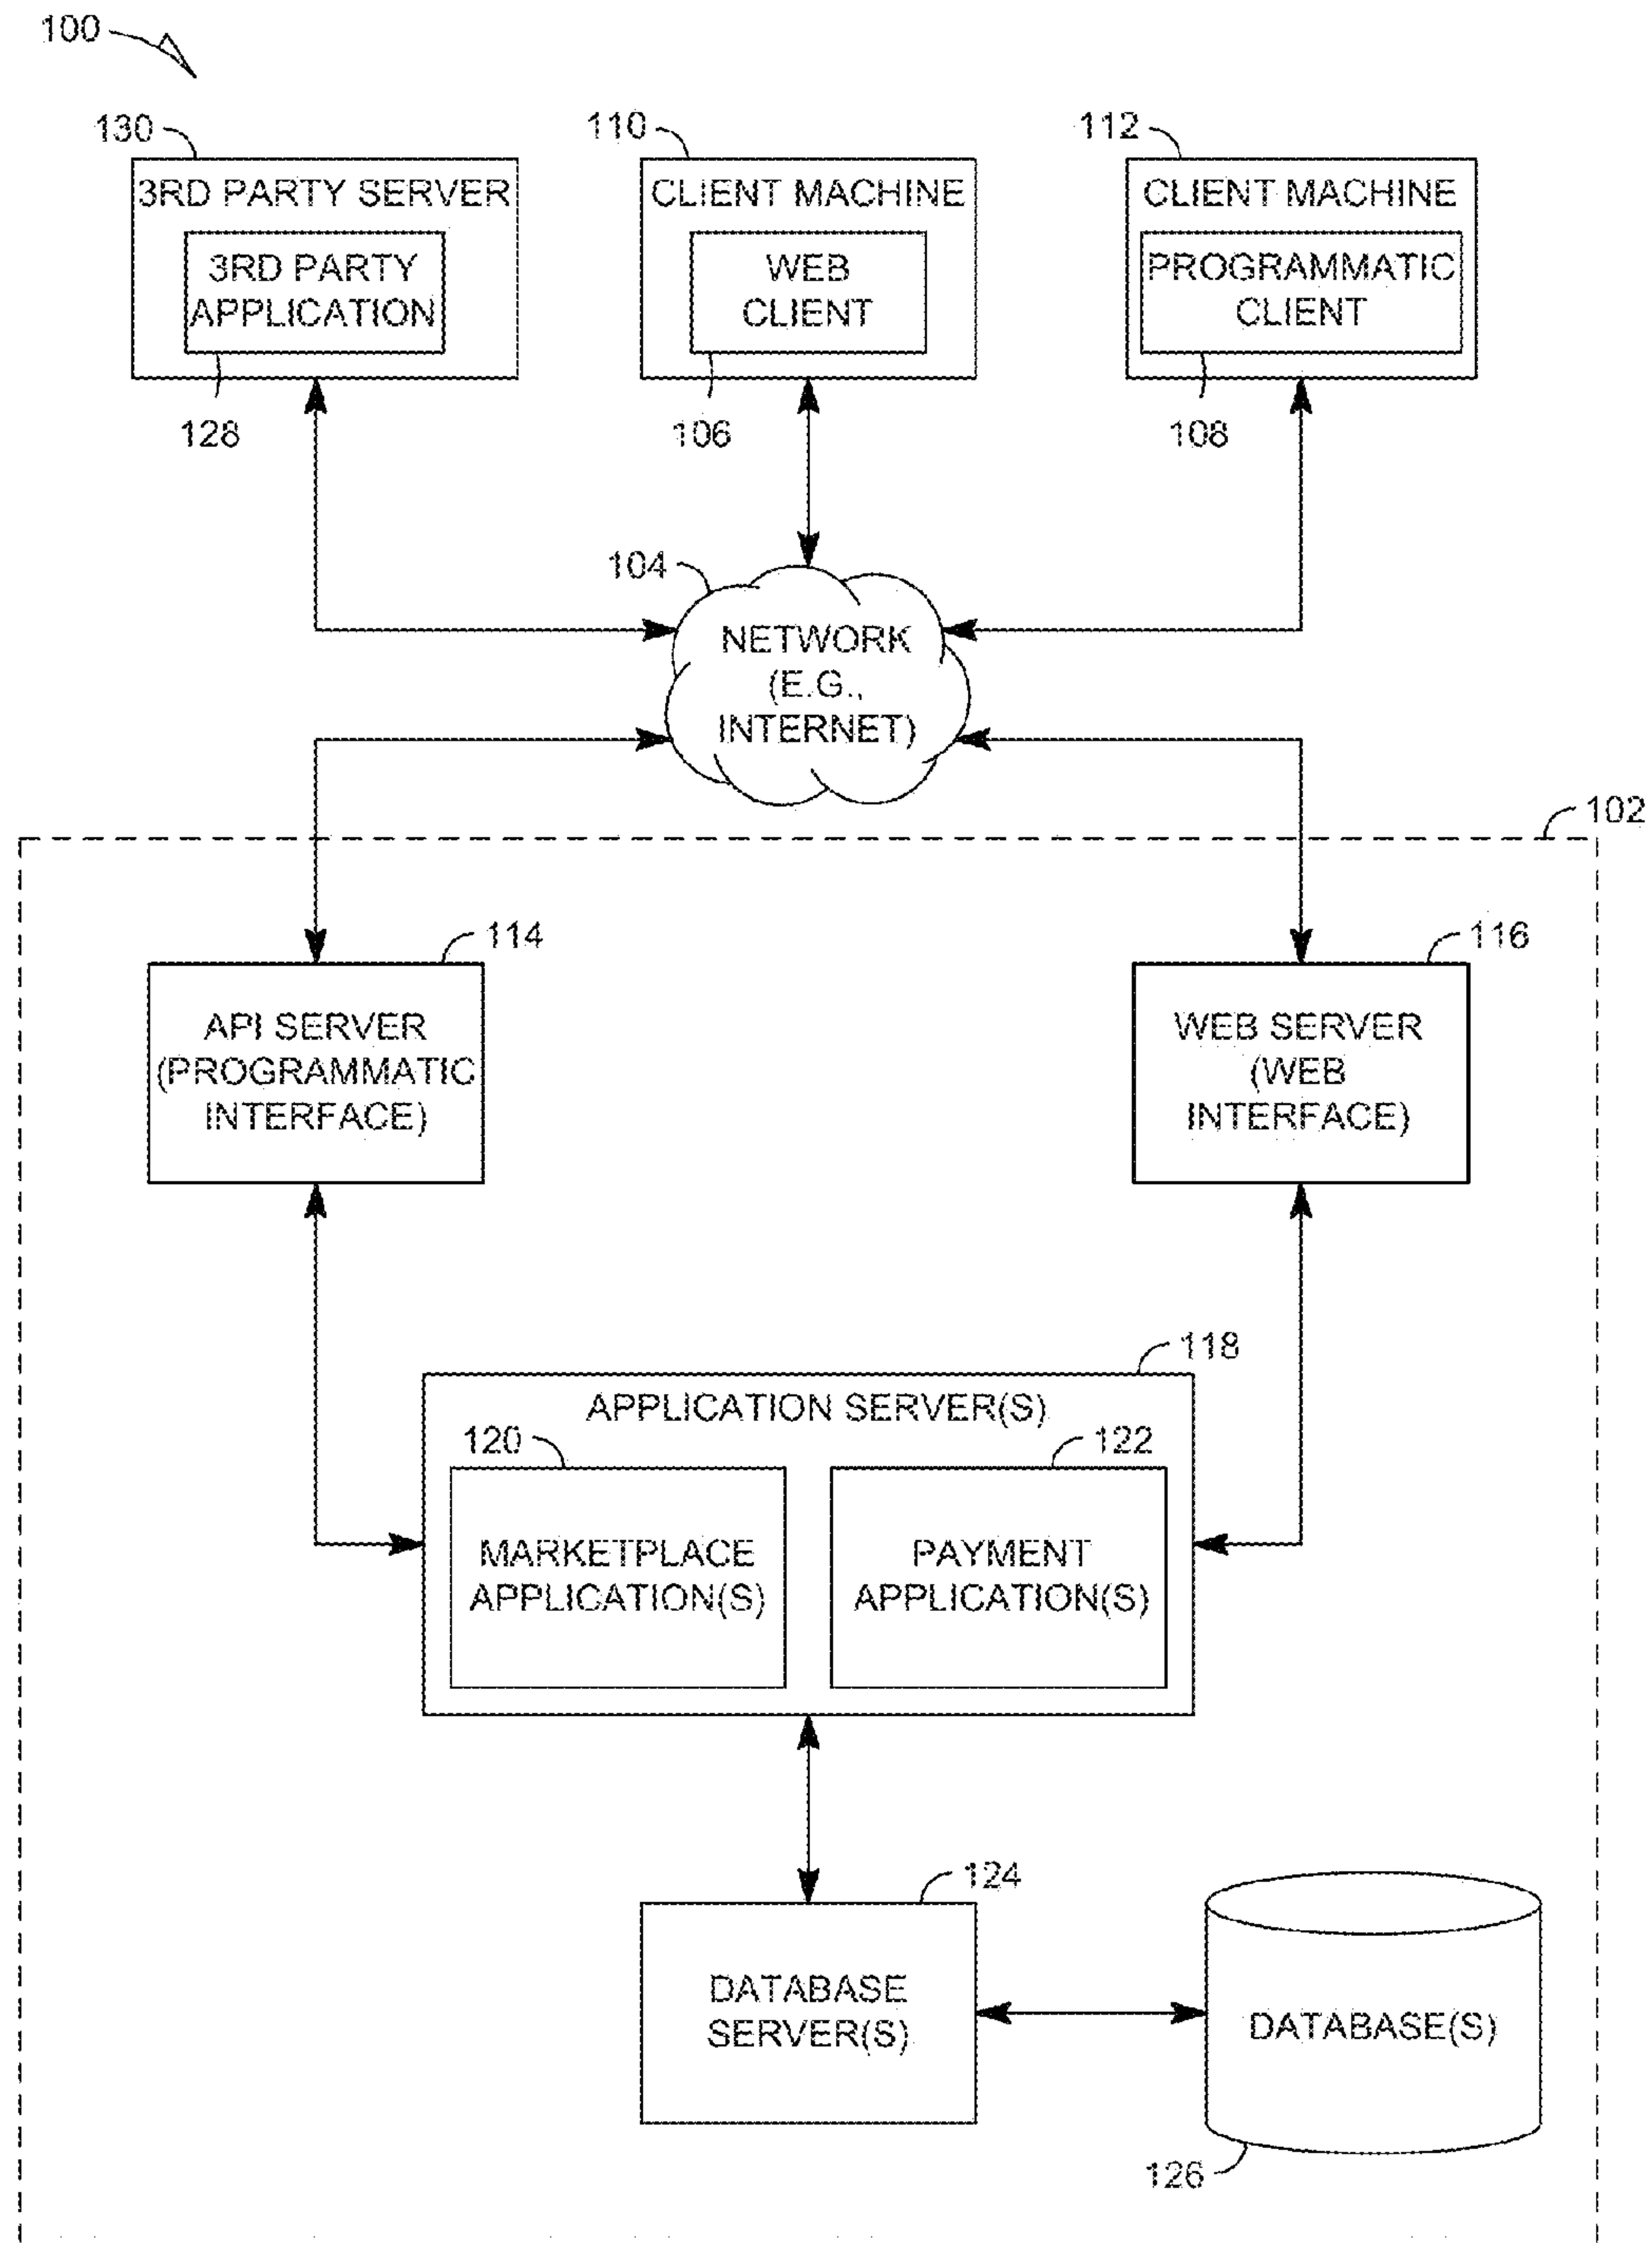 100
130
110
112
3RD PARTY SERVER
CLIENT MACHINE
CLIENT MACHINE
3RD PARTY
APPLICATION
WEB
CLIENT
PROGRAMMATIC
CLIENT
128
106
108
104
NETWORK
(E.G.,
INTERNET)
102
114
116
API SERVER
(PROGRAMMATIC
INTERFACE)
WEB SERVER
(WEB
INTERFACE)
118
APPLICATION SERVER(S)
120
122
MARKETPLACE
APPLICATION(S)
PAYMENT
APPLICATION(S)
124
DATABASE
SERVER(S)
DATABASE(S)
126